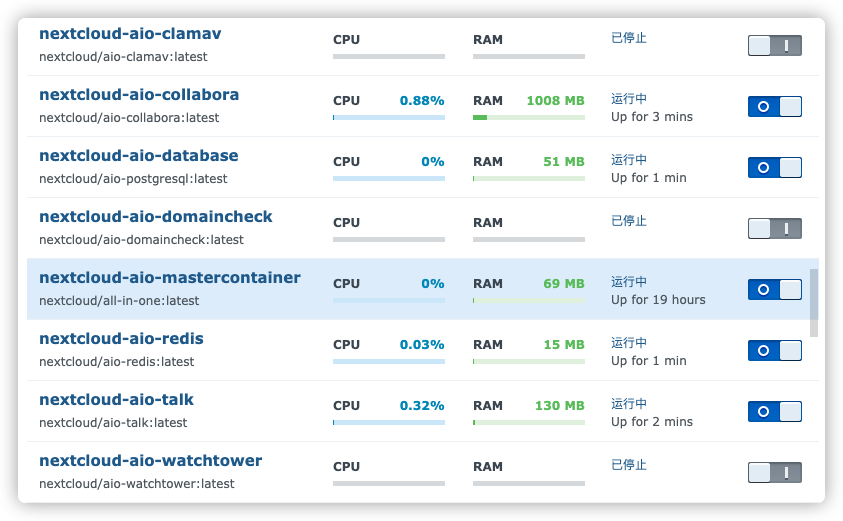 nextcloud-aio-clamav CPU RAM 已停止
nextcloud/aio-clamav:latest
nextcloud-aio-collabora CPU 0.88% RAM 1008 MB 运行中
nextcloud/aio-collabora:latest Up for 3 mins
nextcloud-aio-database CPU 0% RAM 51 MB 运行中
nextcloud/aio-postgresql:latest Up for 1 min
nextcloud-aio-domaincheck CPU RAM 已停止
nextcloud/aio-domaincheck:latest
nextcloud-aio-mastercontainer CPU 0% RAM 69 MB 运行中
nextcloud/all-in-one:latest Up for 19 hours
nextcloud-aio-redis CPU 0.03% RAM 15 MB 运行中
nextcloud/aio-redis:latest Up for 1 min
nextcloud-aio-talk CPU 0.32% RAM 130 MB 运行中
nextcloud/aio-talk:latest Up for 2 mins
nextcloud-aio-watchtower CPU RAM 已停止
nextcloud/aio-watchtower:latest